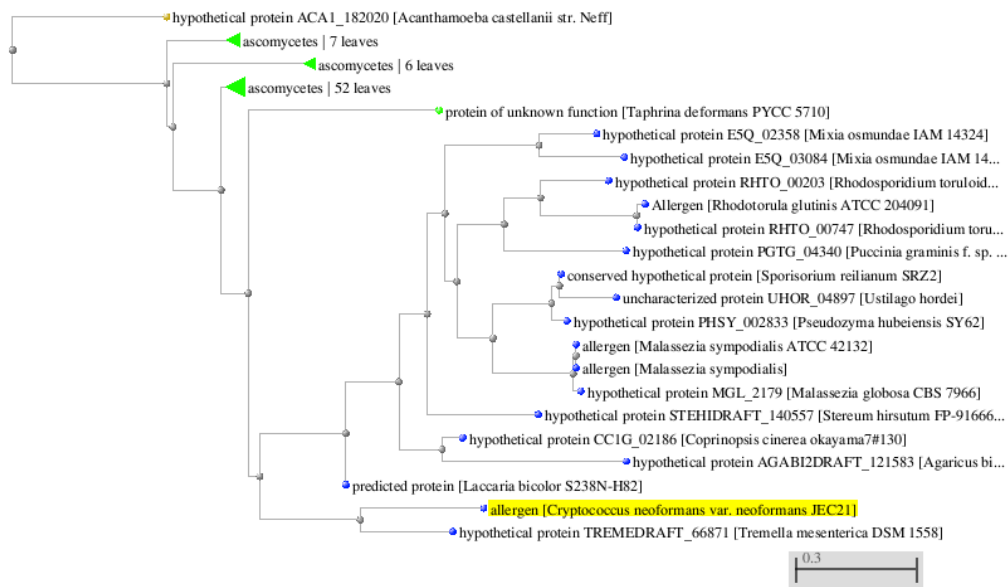 hypothetical protein ACA1_182020 [Acanthamoeba castellanii str. Neff]
ascomycetes | 7 leaves
ascomycetes | 6 leaves
ascomycetes | 52 leaves
protein of unknown function [Taphrina deformans PYCC 5710]
hypothetical protein E5Q_02358 [Mixia osmundae IAM 14324]
hypothetical protein E5Q_03084 [Mixia osmundae IAM 14...
hypothetical protein RHTO_00203 [Rhodosporidium toruloid...
Allergen [Rhodotorula glutinis ATCC 204091]
hypothetical protein RHTO_00747 [Rhodosporidium toru...
hypothetical protein PGTG_04340 [Puccinia graminis f. sp. ...
conserved hypothetical protein [Sporisorium reilianum SRZ2]
uncharacterized protein UHOR_04897 [Ustilago hordei]
hypothetical protein PHSY_002833 [Pseudozyma hubeiensis SY62]
allergen [Malassezia sympodialis ATCC 42132]
allergen [Malassezia sympodialis]
hypothetical protein MGL_2179 [Malassezia globosa CBS 7966]
hypothetical protein STEHIDRAFT_140557 [Stereum hirsutum FP-91666...
hypothetical protein CC1G_02186 [Coprinopsis cinerea okayama7#130]
hypothetical protein AGABI2DRAFT_121583 [Agaricus bi...
predicted protein [Laccaria bicolor S238N-H82]
allergen [Cryptococcus neoformans var. neoformans JEC21]
hypothetical protein TREMEDRAFT_66871 [Tremella mesenterica DSM 1558]
0.3